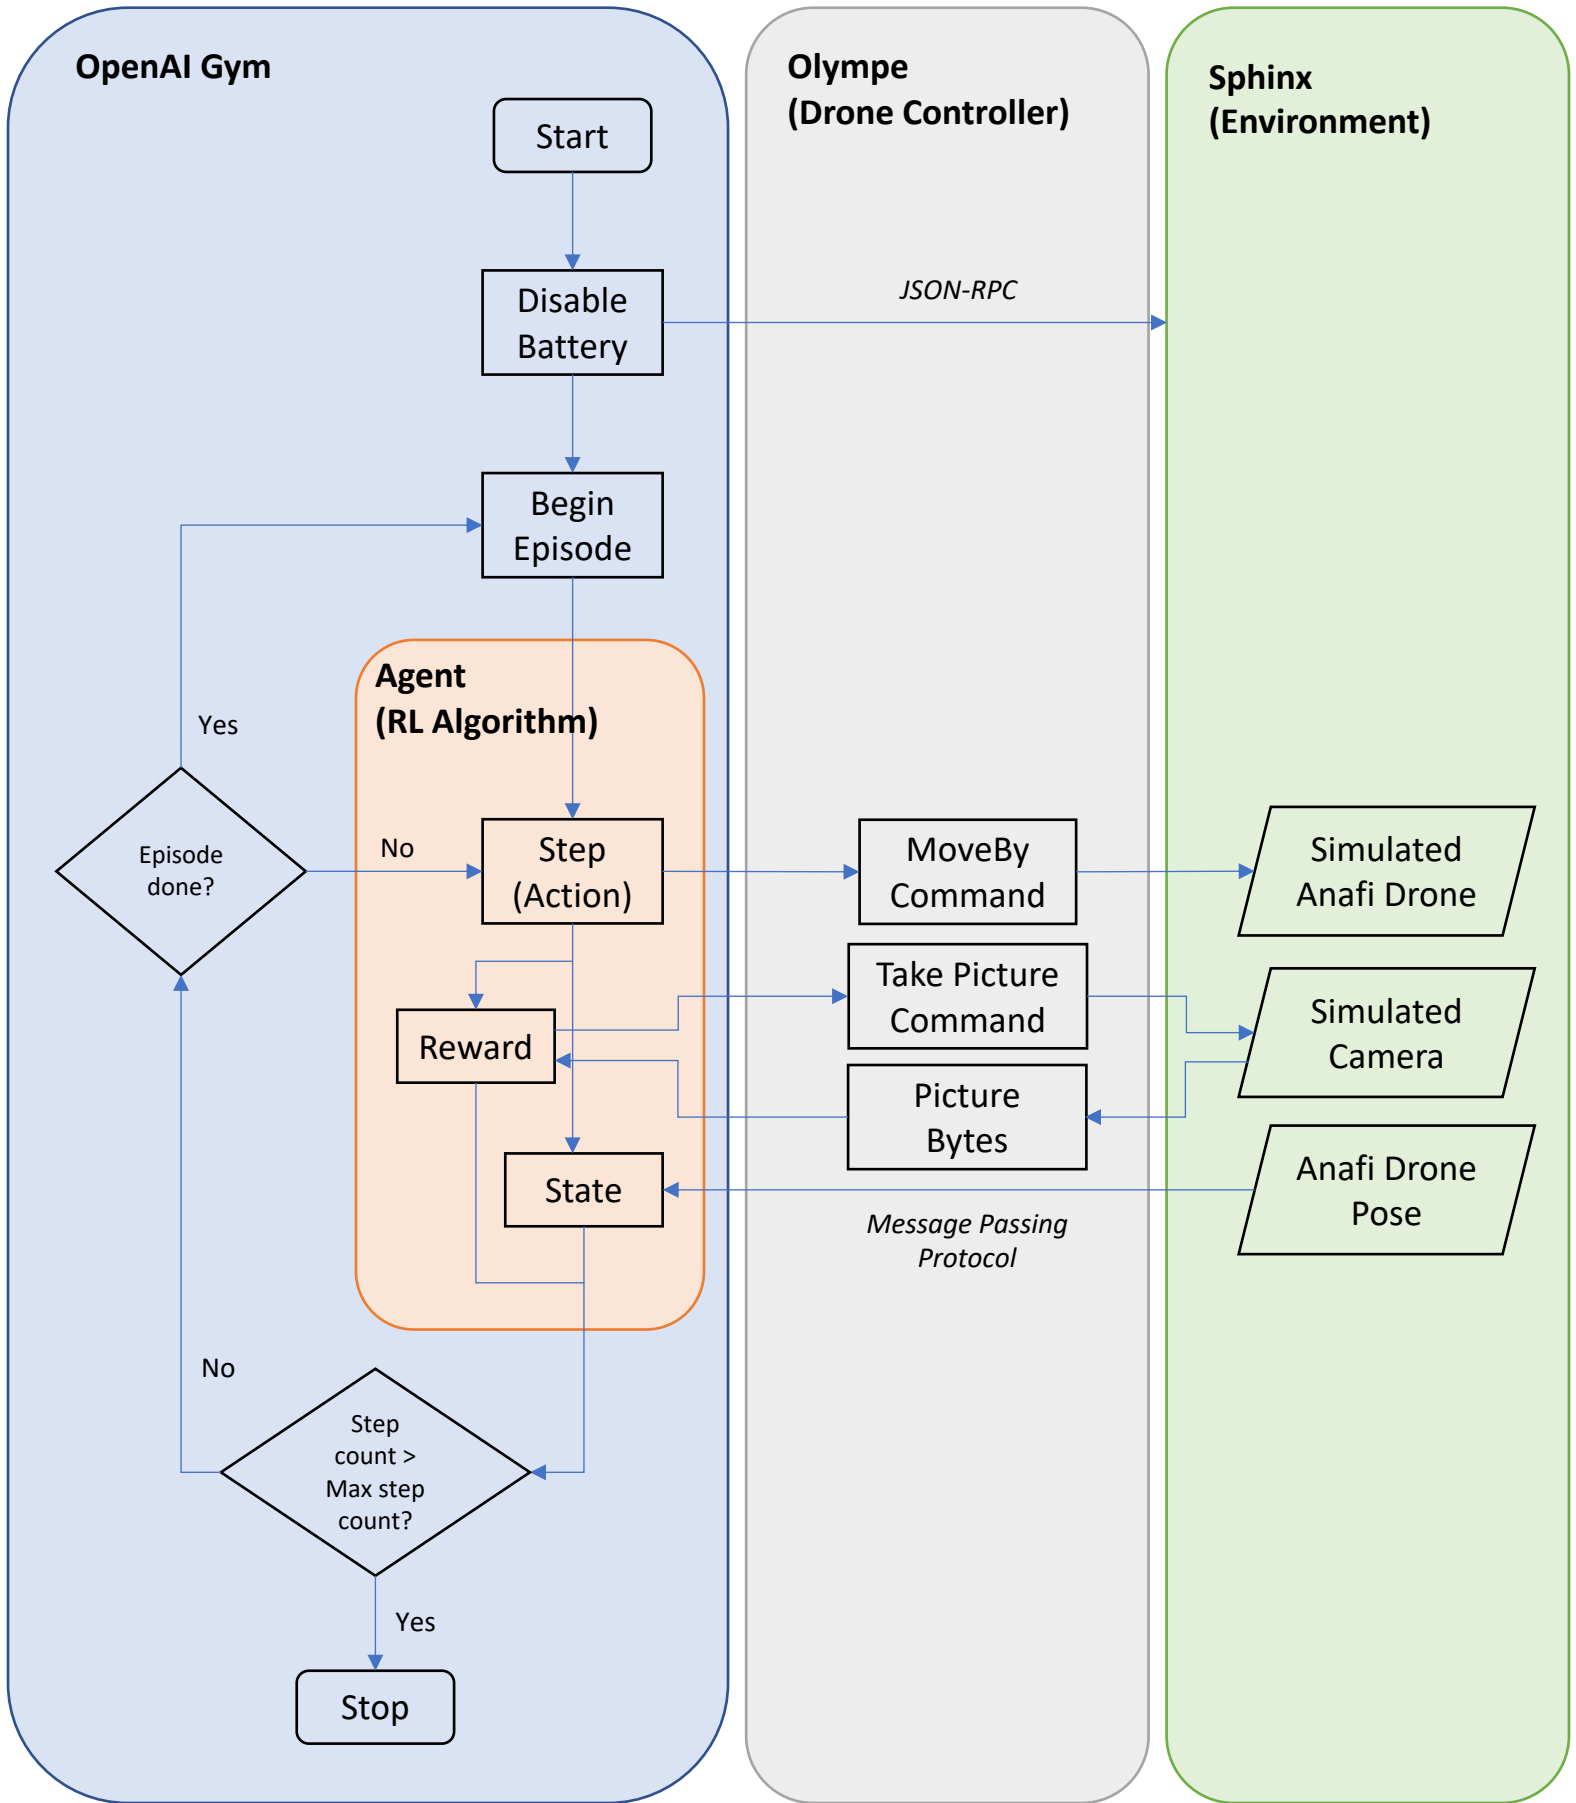 OpenAI Gym
Olympe
(Drone Controller)
Sphinx
(Environment)
Start
Disable
Battery
JSON-RPC
Begin
Episode
Agent
(RL Algorithm)
Yes
Episode
done?
No
Step
(Action)
MoveBy
Command
Simulated
Anafi Drone
Take Picture
Command
Simulated
Camera
Reward
Picture
Bytes
State
Anafi Drone
Pose
Message Passing
Protocol
No
Step
count >
Max step
count?
Yes
Stop